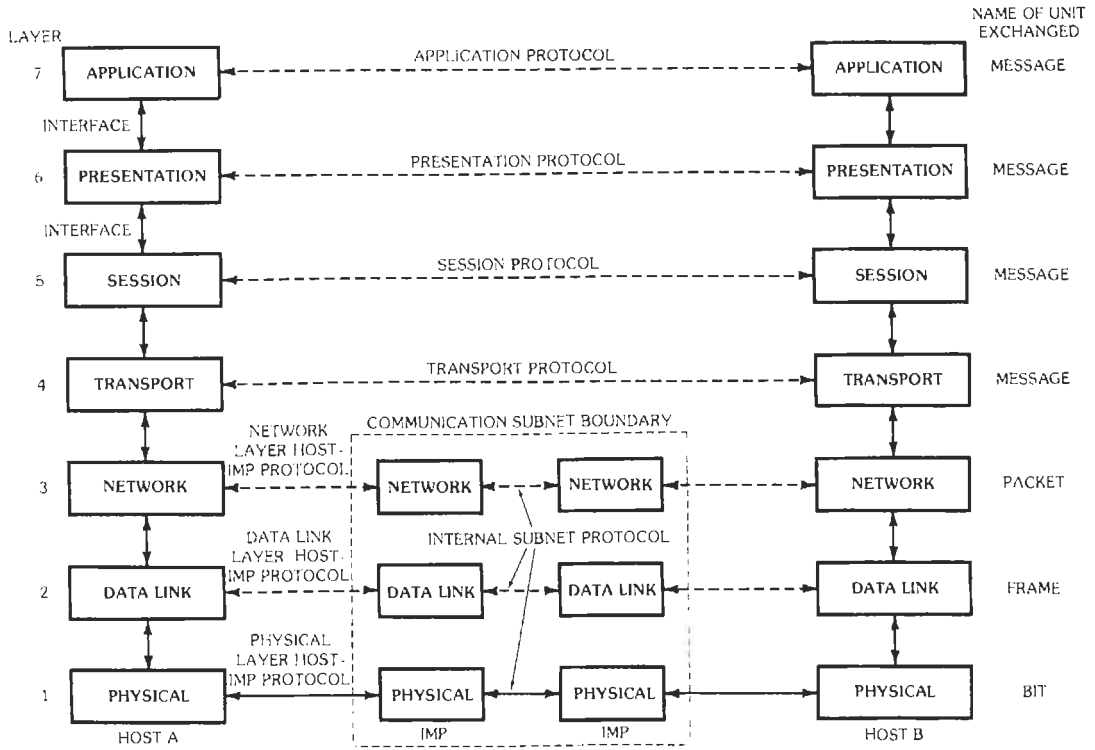 LAYER
NAME OF UNIT
EXCHANGED
7
APPLICATION
APPLICATION PROTOCOL
APPLICATION
MESSAGE
INTERFACE
6
PRESENTATION
PRESENTATION PROTOCOL
PRESENTATION
MESSAGE
INTERFACE
5
SESSION
SESSION PROTOCOL
SESSION
MESSAGE
4
TRANSPORT
TRANSPORT PROTOCOL
TRANSPORT
MESSAGE
COMMUNICATION SUBNET BOUNDARY
NETWORK
LAYER HOST-
IMP PROTOCOL
3
NETWORK
NETWORK
NETWORK
NETWORK
PACKET
INTERNAL SUBNET PROTOCOL
DATA LINK
LAYER HOST-
IMP PROTOCOL
2
DATA LINK
DATA LINK
DATA LINK
DATA LINK
FRAME
PHYSICAL
LAYER HOST-
IMP PROTOCOL
1
PHYSICAL
PHYSICAL
PHYSICAL
PHYSICAL
BIT
HOST A
IMP
IMP
HOST B